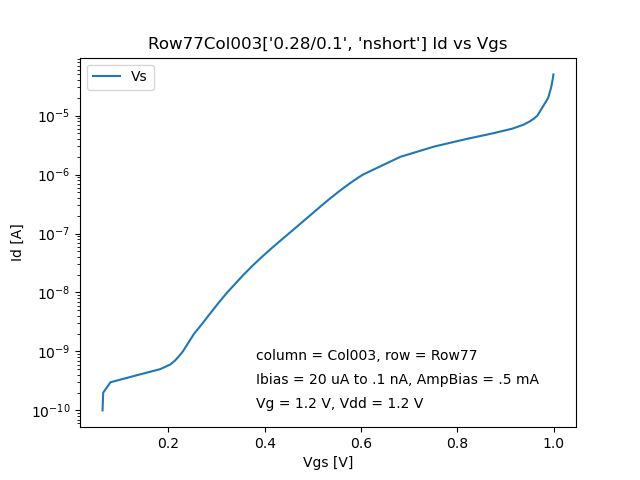 Row77Col003['0.28/0.1', 'nshort'] Id vs Vgs
Vs
10⁻⁵
10⁻⁶
10⁻⁷
10⁻⁸
10⁻⁹
10⁻¹⁰
Id [A]
column = Col003, row = Row77
Ibias = 20 uA to .1 nA, AmpBias = .5 mA
Vg = 1.2 V, Vdd = 1.2 V
0.2 0.4 0.6 0.8 1.0
Vgs [V]